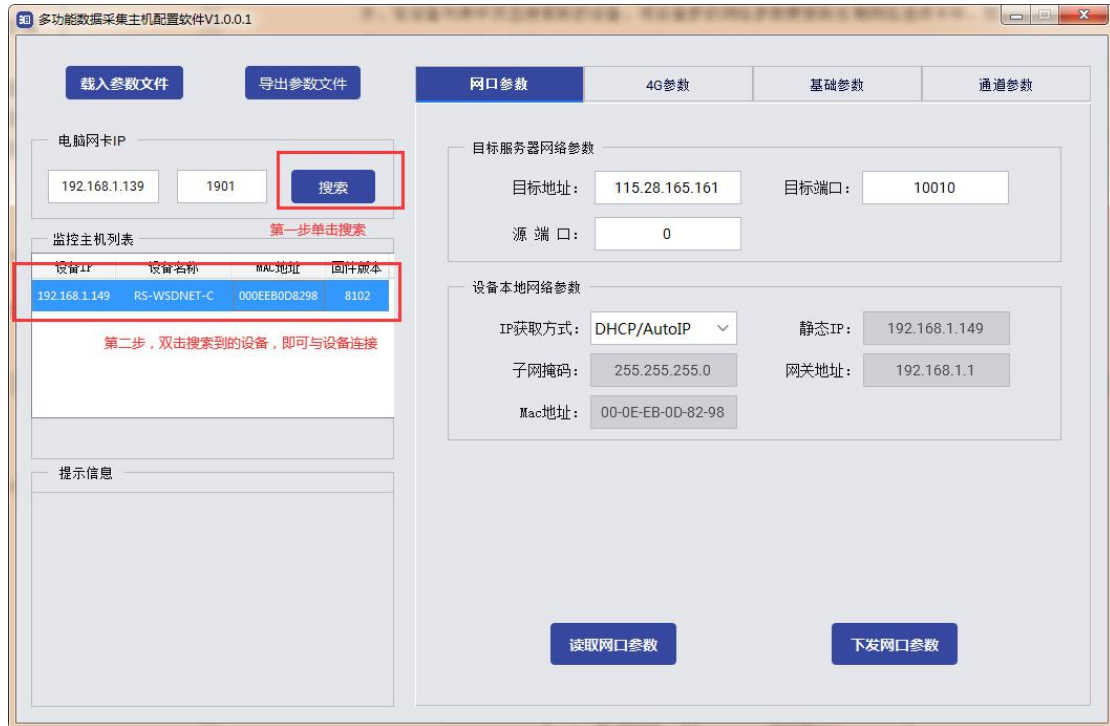 多功能数据采集主机配置软件V1.0.0.1
载入参数文件
导出参数文件
电脑网卡IP
192.168.1.139
1901
搜索
第一步单击搜索
监控主机列表
设备IP 设备名称 MAC地址 固件版本
192.168.1.149 RS-WSDNET-C 000EEB0D8298 8102
第二步，双击搜索到的设备，即可与设备连接
提示信息
网口参数
4G参数
基础参数
通道参数
目标服务器网络参数
目标地址： 115.28.165.161 目标端口： 10010
源 端 口： 0
设备本地网络参数
IP获取方式： DHCP/AutoIP 静态IP： 192.168.1.149
子网掩码： 255.255.255.0 网关地址： 192.168.1.1
Mac地址： 00-0E-EB-0D-82-98
读取网口参数
下发网口参数